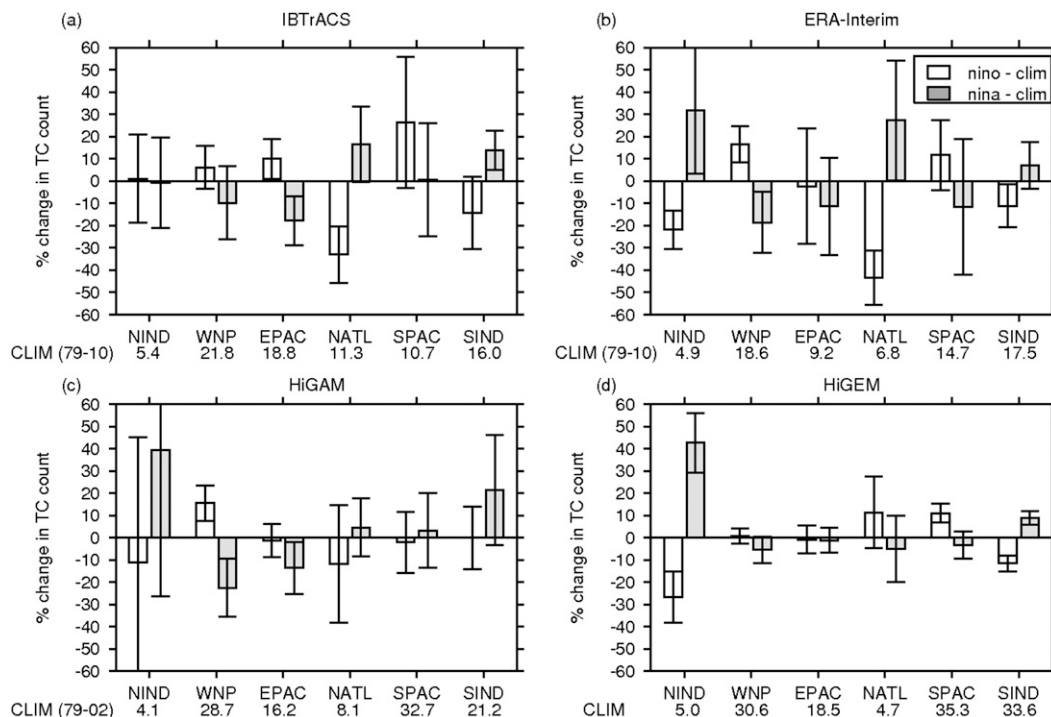 (a) IBTrACS
60
50
40
30
20
10
0
-10
-20
-30
-40
-50
-60
% change in TC count
NIND WNP EPAC NATL SPAC SIND
CLIM (79-10) 5.4 21.8 18.8 11.3 10.7 16.0
(b) ERA-Interim
60
50
40
30
20
10
0
-10
-20
-30
-40
-50
-60
% change in TC count
nino - clim
nina - clim
NIND WNP EPAC NATL SPAC SIND
CLIM (79-10) 4.9 18.6 9.2 6.8 14.7 17.5
(c) HiGAM
60
50
40
30
20
10
0
-10
-20
-30
-40
-50
-60
% change in TC count
NIND WNP EPAC NATL SPAC SIND
CLIM (79-02) 4.1 28.7 16.2 8.1 32.7 21.2
(d) HiGEM
60
50
40
30
20
10
0
-10
-20
-30
-40
-50
-60
% change in TC count
NIND WNP EPAC NATL SPAC SIND
CLIM 5.0 30.6 18.5 4.7 35.3 33.6